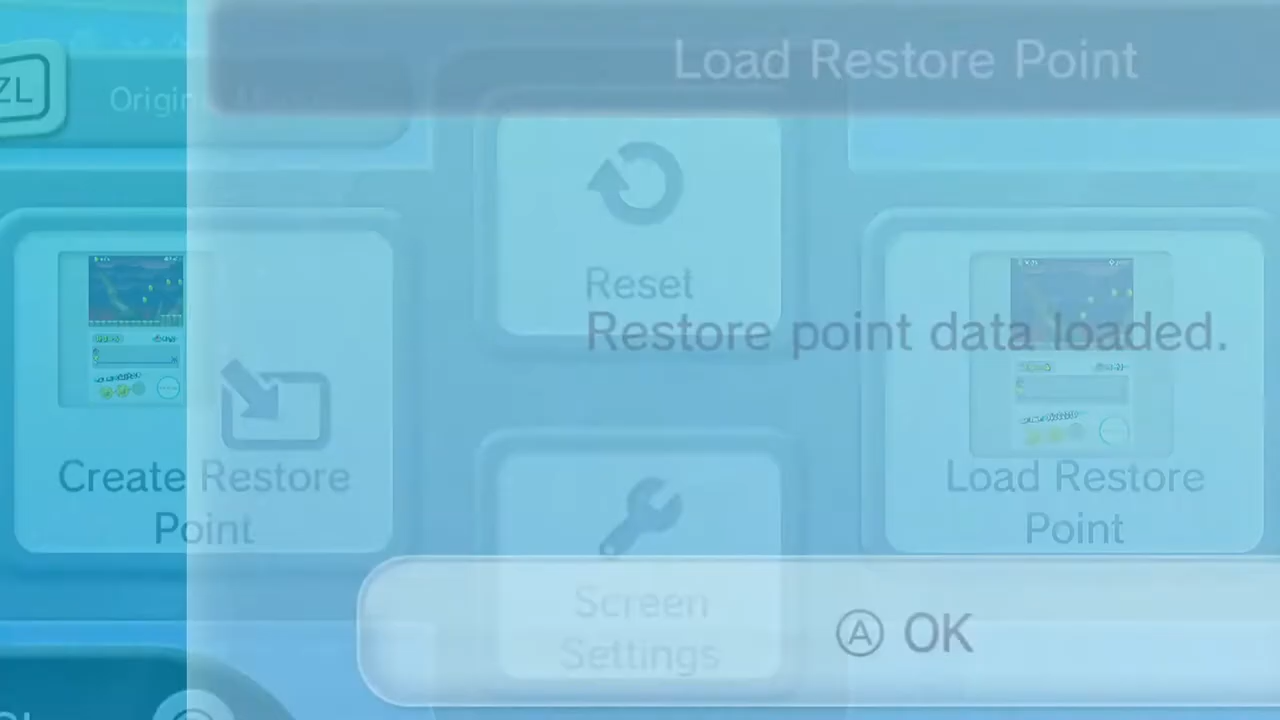 Load Restore Point
ZL
Reset
Restore point data loaded.
Create Restore
Point
Load Restore
Point
Screen
Settings
Ⓐ OK